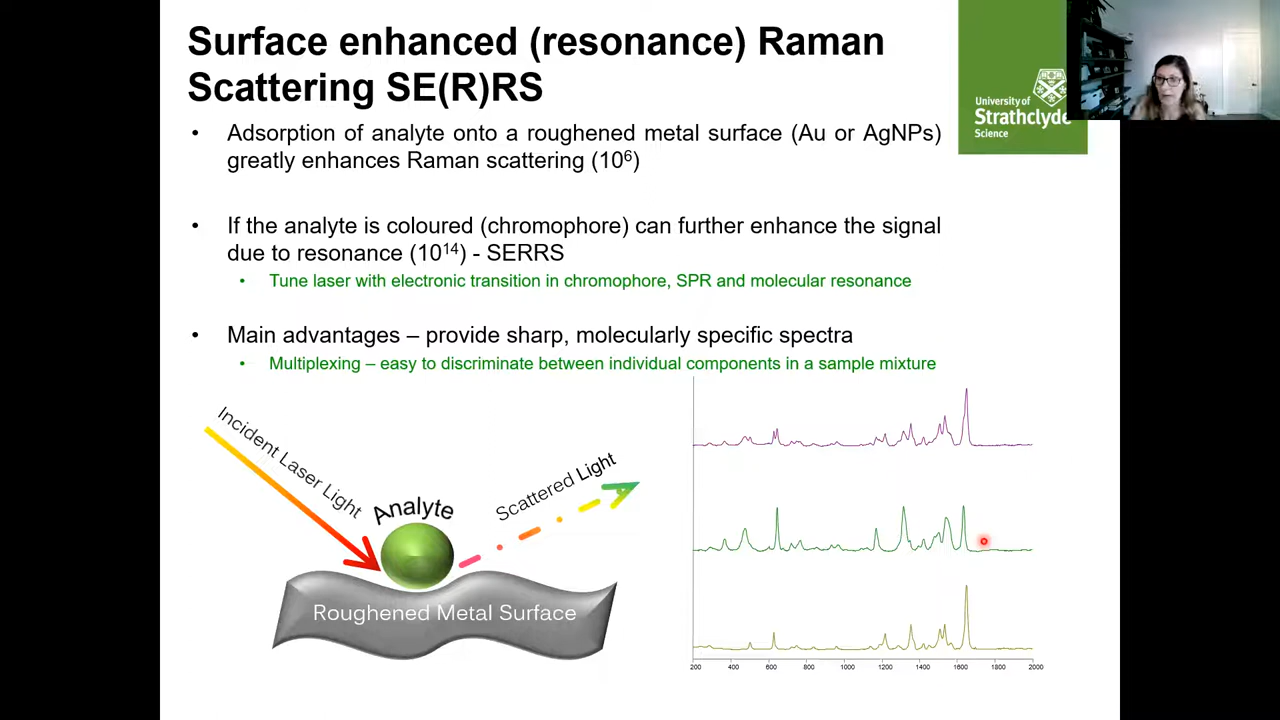 Surface enhanced (resonance) Raman
Scattering SE(R)RS
University of
Strathclyde
Science
• Adsorption of analyte onto a roughened metal surface (Au or AgNPs)
greatly enhances Raman scattering (10⁶)
• If the analyte is coloured (chromophore) can further enhance the signal
due to resonance (10¹⁴) - SERRS
• Tune laser with electronic transition in chromophore, SPR and molecular resonance
• Main advantages – provide sharp, molecularly specific spectra
• Multiplexing – easy to discriminate between individual components in a sample mixture
Incident Laser Light
Analyte
Scattered Light
Roughened Metal Surface
200 400 600 800 1000 1200 1400 1600 1800 2000